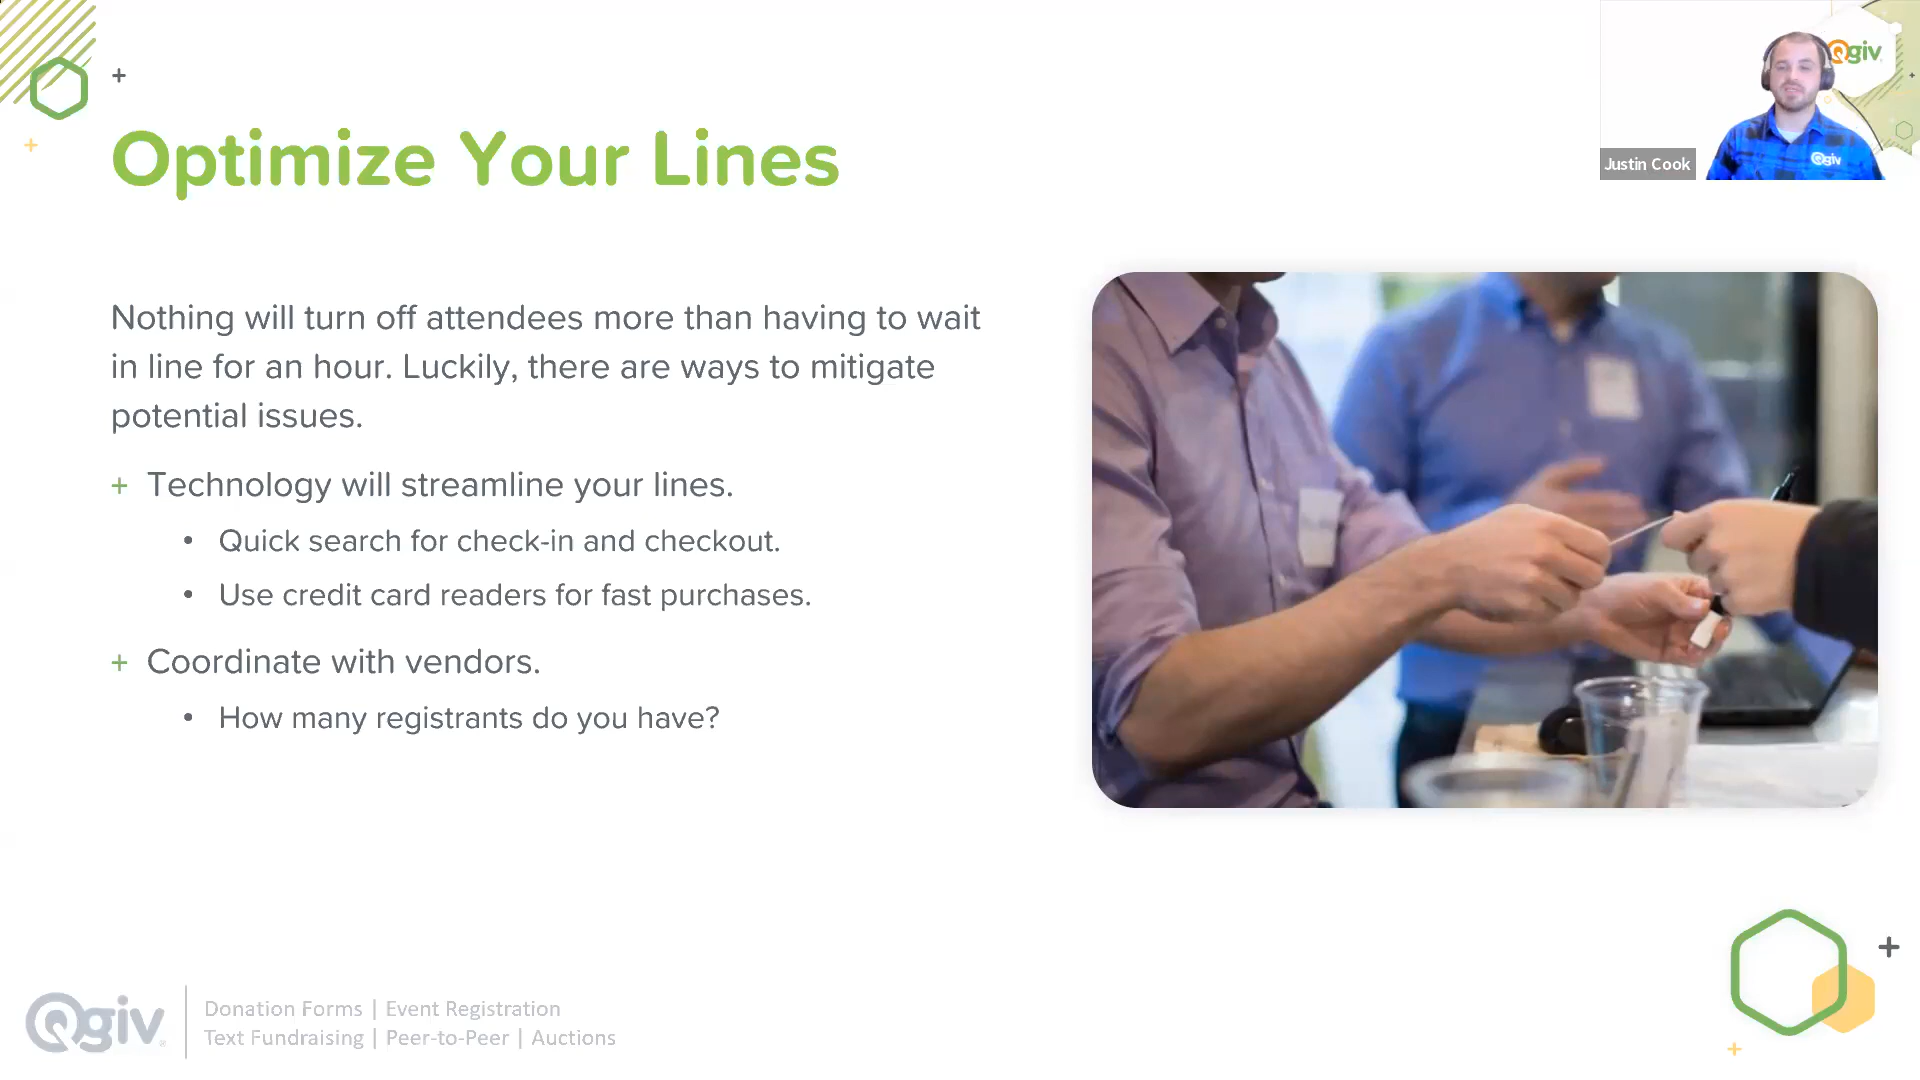 Qgiv
Justin Cook
Qgiv
Optimize Your Lines
Nothing will turn off attendees more than having to wait
in line for an hour. Luckily, there are ways to mitigate
potential issues.
+ Technology will streamline your lines.
• Quick search for check-in and checkout.
• Use credit card readers for fast purchases.
+ Coordinate with vendors.
• How many registrants do you have?
Qgiv
Donation Forms | Event Registration
Text Fundraising | Peer-to-Peer | Auctions